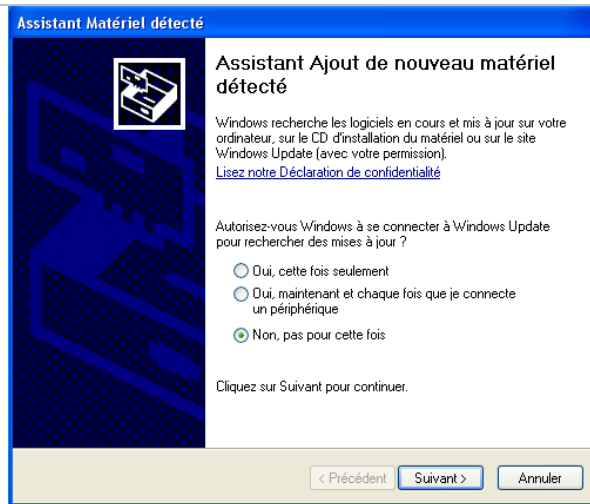 Assistant Matériel détecté
Assistant Ajout de nouveau matériel
détecté
Windows recherche les logiciels en cours et mis à jour sur votre
ordinateur, sur le CD d'installation du matériel ou sur le site
Windows Update (avec votre permission).
Lisez notre Déclaration de confidentialité
Autorisez-vous Windows à se connecter à Windows Update
pour rechercher des mises à jour ?
Oui, cette fois seulement
Oui, maintenant et chaque fois que je connecte
un périphérique
Non, pas pour cette fois
Cliquez sur Suivant pour continuer.
< Précédent Suivant > Annuler